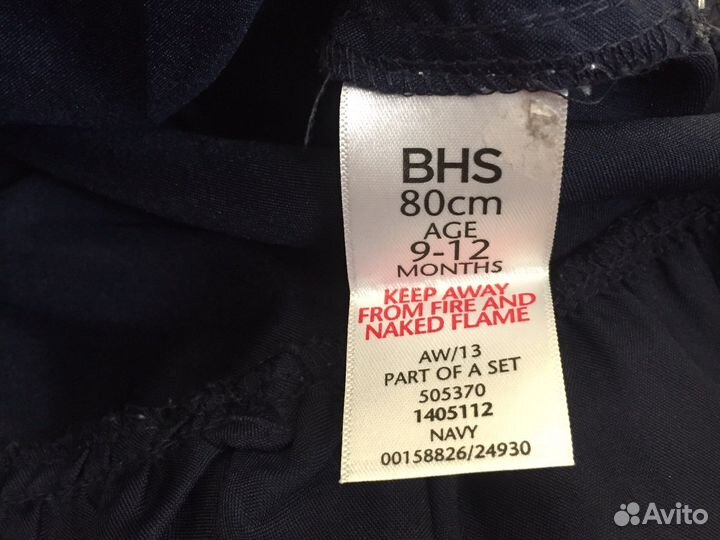 BHS
80cm
AGE
9-12
MONTHS
KEEP AWAY
FROM FIRE AND
NAKED FLAME
AW/13
PART OF A SET
505370
1405112
NAVY
00158826/24930
Avito